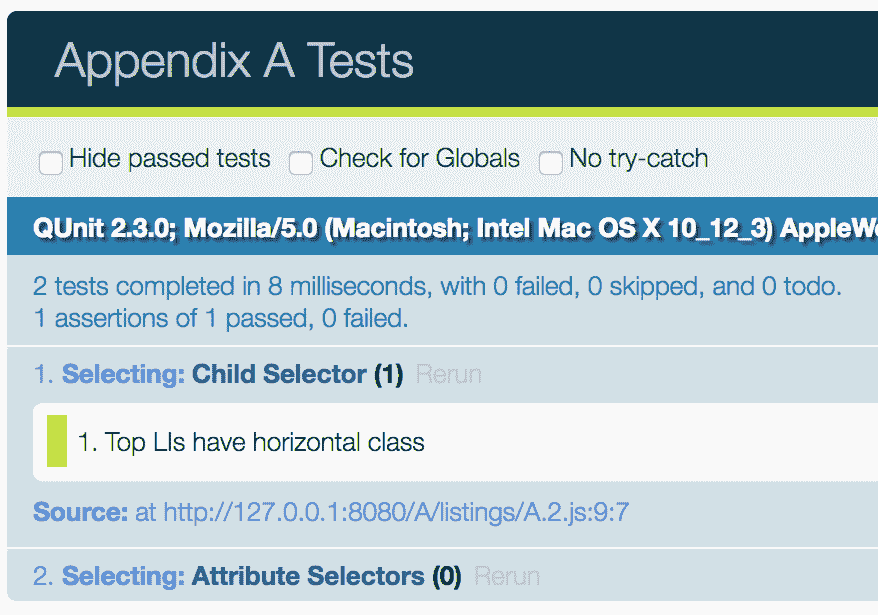 Appendix A Tests
Hide passed tests Check for Globals No try-catch
QUnit 2.3.0; Mozilla/5.0 (Macintosh; Intel Mac OS X 10_12_3) AppleWe
2 tests completed in 8 milliseconds, with 0 failed, 0 skipped, and 0 todo.
1 assertions of 1 passed, 0 failed.
1. Selecting: Child Selector (1) Rerun
1. Top LIs have horizontal class
Source: at http://127.0.0.1:8080/A/listings/A.2.js:9:7
2. Selecting: Attribute Selectors (0) Rerun